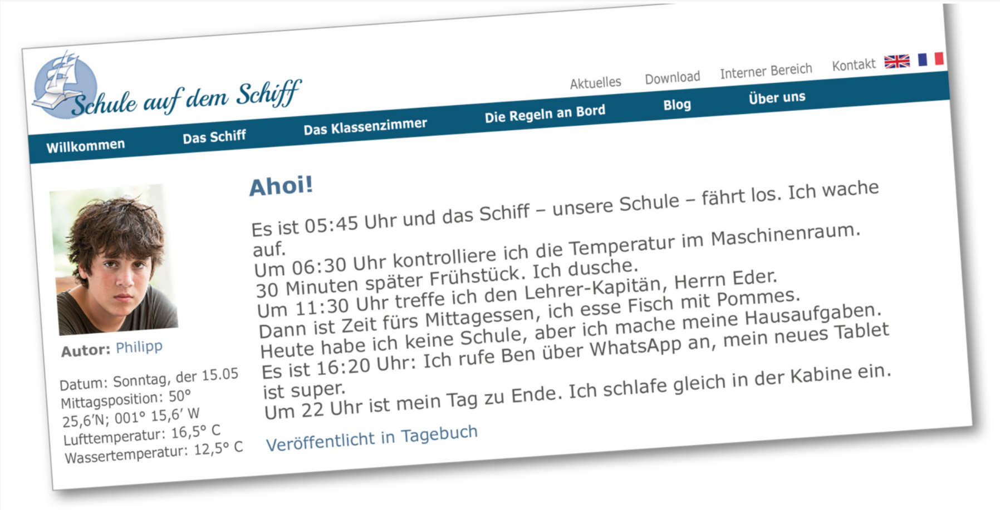 Schule auf dem Schiff
Aktuelles Download Interner Bereich Kontakt
Willkommen Das Schiff Das Klassenzimmer Die Regeln an Bord Blog Über uns
Ahoi!
Es ist 05:45 Uhr und das Schiff – unsere Schule – fährt los. Ich wache
auf.
Um 06:30 Uhr kontrolliere ich die Temperatur im Maschinenraum.
30 Minuten später Frühstück. Ich dusche.
Um 11:30 Uhr treffe ich den Lehrer-Kapitän, Herrn Eder.
Dann ist Zeit fürs Mittagessen, ich esse Fisch mit Pommes.
Heute habe ich keine Schule, aber ich mache meine Hausaufgaben.
Es ist 16:20 Uhr: Ich rufe Ben über WhatsApp an, mein neues Tablet
ist super.
Um 22 Uhr ist mein Tag zu Ende. Ich schlafe gleich in der Kabine ein.
Veröffentlicht in Tagebuch
Autor: Philipp
Datum: Sonntag, der 15.05
Mittagsposition: 50°
25,6′N; 001° 15,6′ W
Lufttemperatur: 16,5° C
Wassertemperatur: 12,5° C